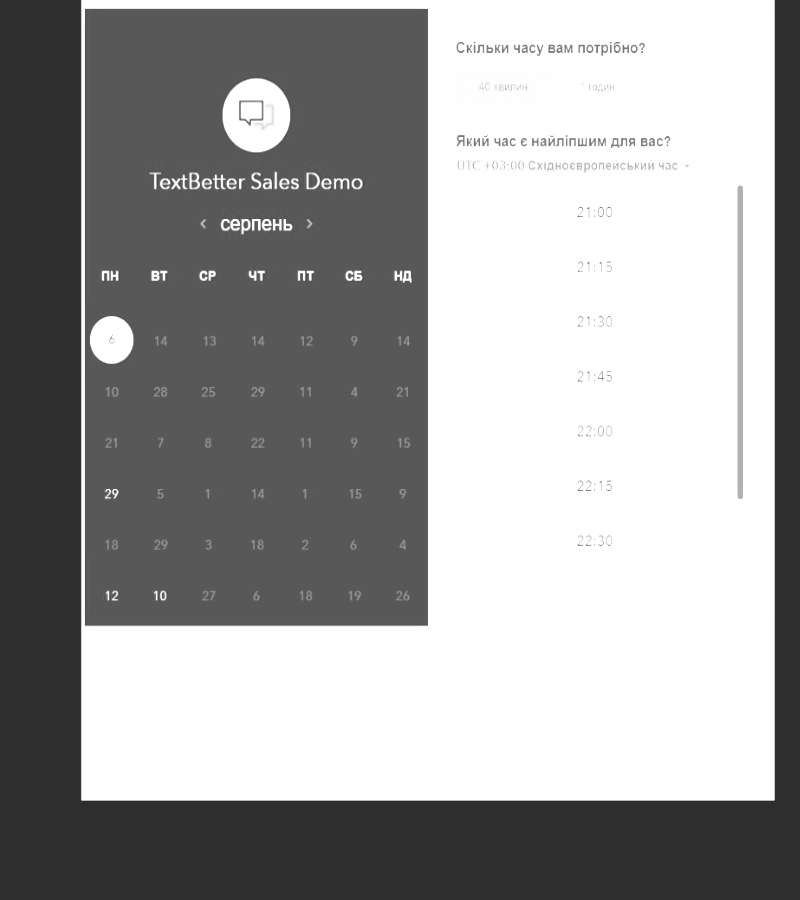 TextBetter Sales Demo
‹ серпень ›
ПН ВТ СР ЧТ ПТ СБ НД
6 14 13 14 12 9 14
10 28 25 29 11 4 21
21 7 8 22 11 9 15
29 5 1 14 1 15 9
18 29 3 18 2 6 4
12 10 27 6 18 19 26
Скільки часу вам потрібно?
40 хвилин 1 годин
Який час є найліпшим для вас?
UTC +03:00 Східноєвропейський час
21:00
21:15
21:30
21:45
22:00
22:15
22:30